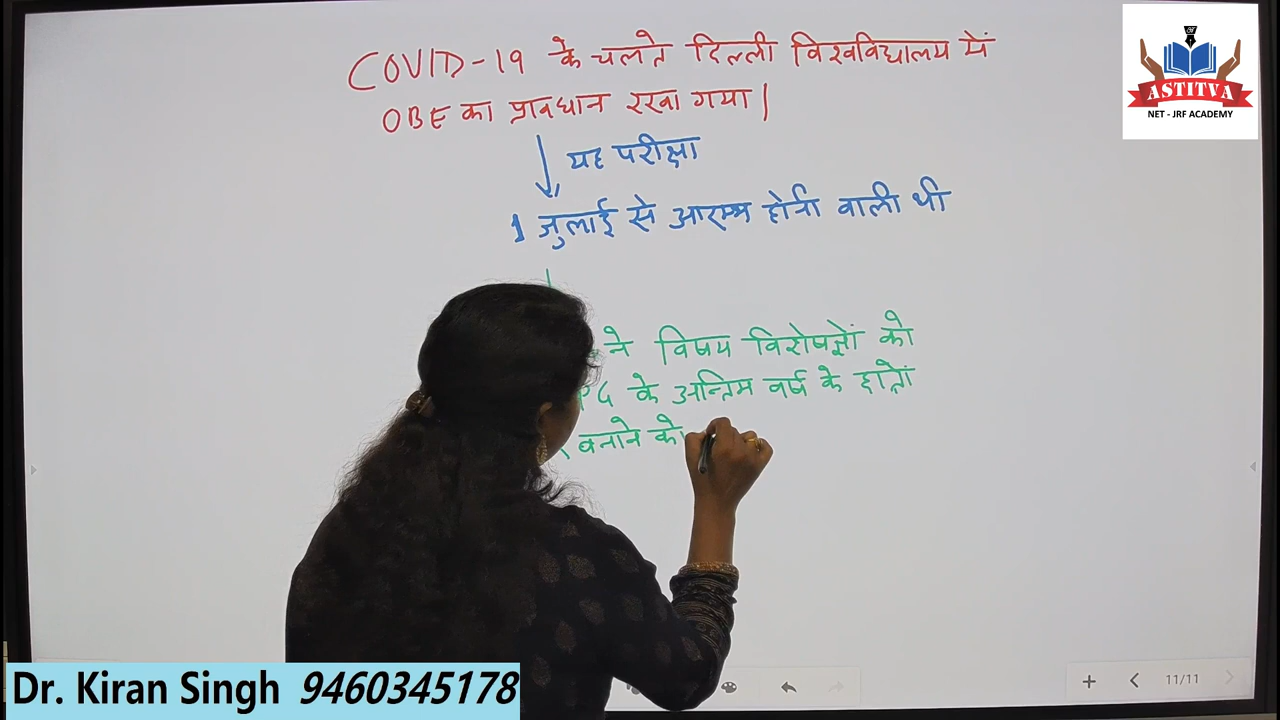 COVID-19 के चलते दिल्ली विश्वविद्यालय में
OBE का प्रावधान रखा गया |
यह परीक्षा
1 जुलाई से आरम्भ होनी वाली थी
ने विषय विशेषज्ञों को
PG के अन्तिम वर्ष के छात्रों
बनाने को
ASTITVA
NET - JRF ACADEMY
Dr. Kiran Singh 9460345178
11/11